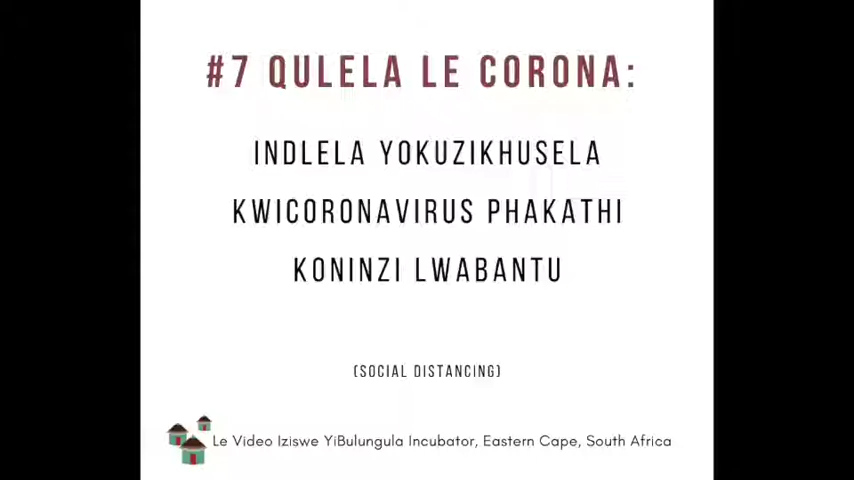 #7 QULELA LE CORONA:
INDLELA YOKUZIKHUSELA
KWICORONAVIRUS PHAKATHI
KONINZI LWABANTU
(SOCIAL DISTANCING)
Le Video Iziswe YiBulungula Incubator, Eastern Cape, South Africa